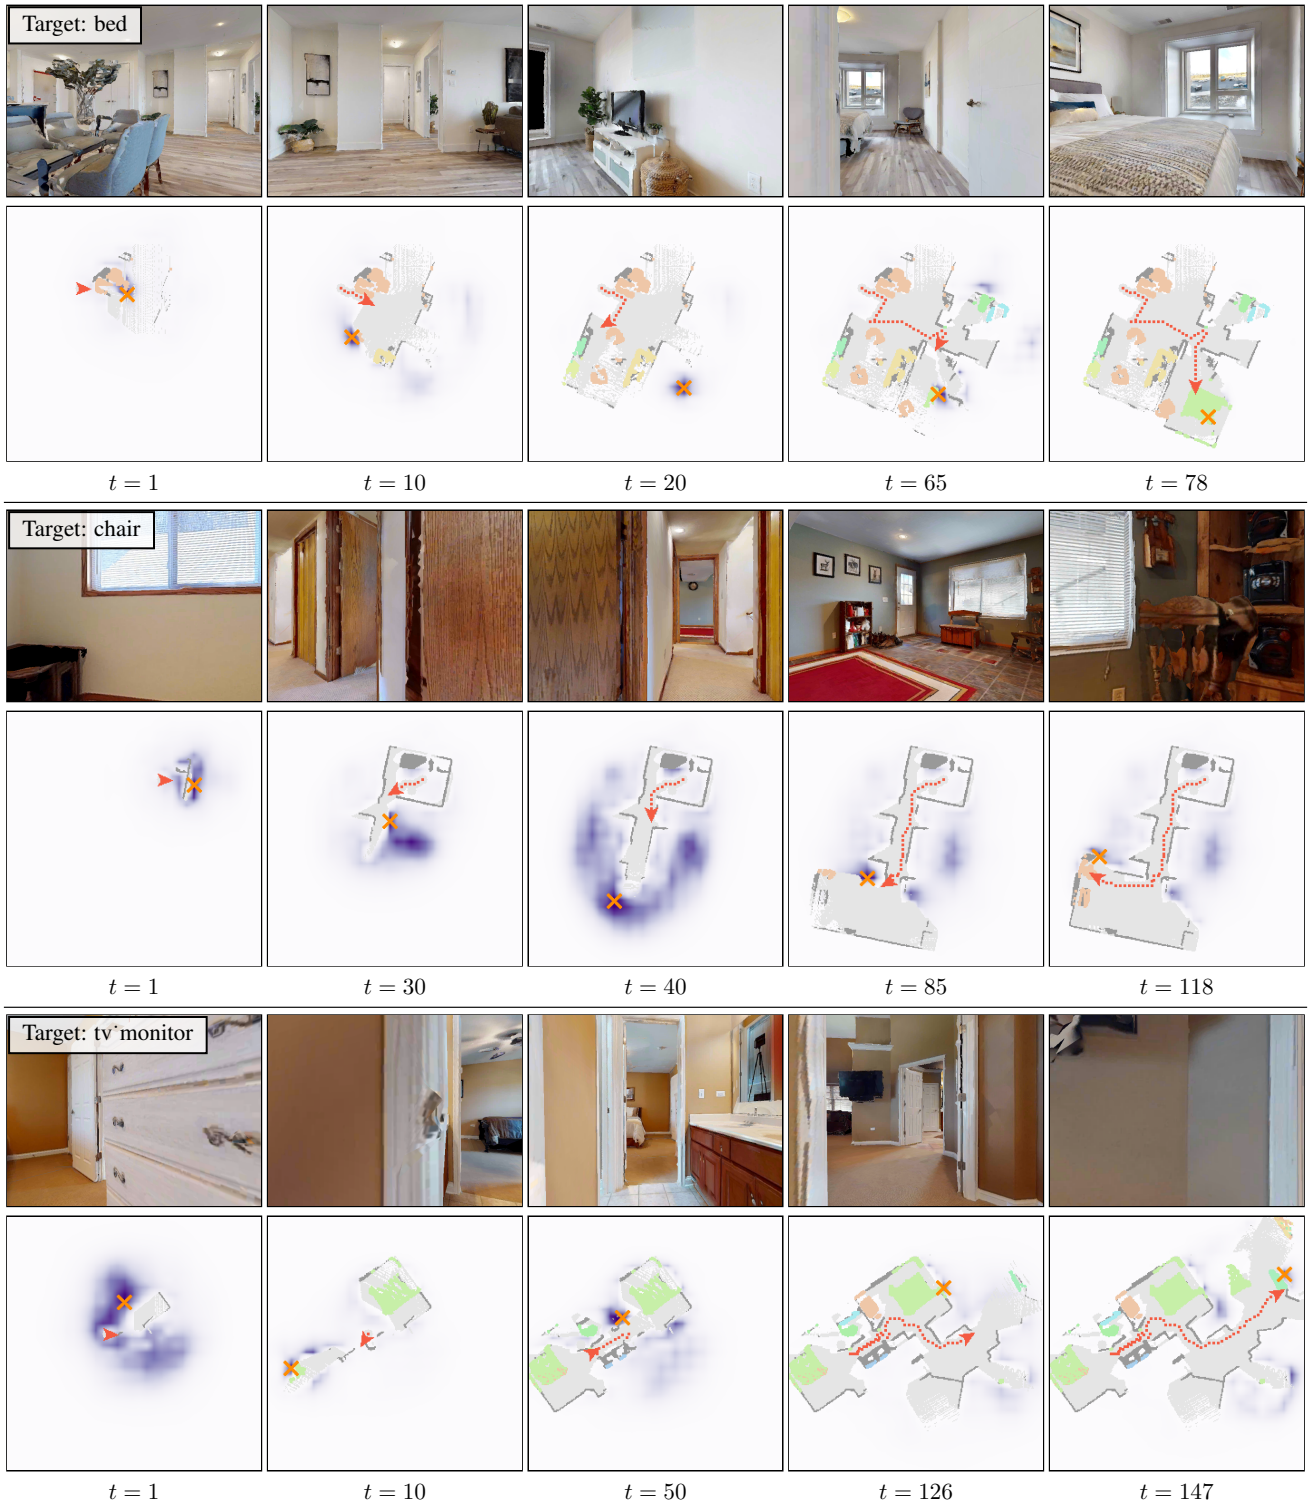 Target: bed
t = 1 t = 10 t = 20 t = 65 t = 78
Target: chair
t = 1 t = 30 t = 40 t = 85 t = 118
Target: tv monitor
t = 1 t = 10 t = 50 t = 126 t = 147